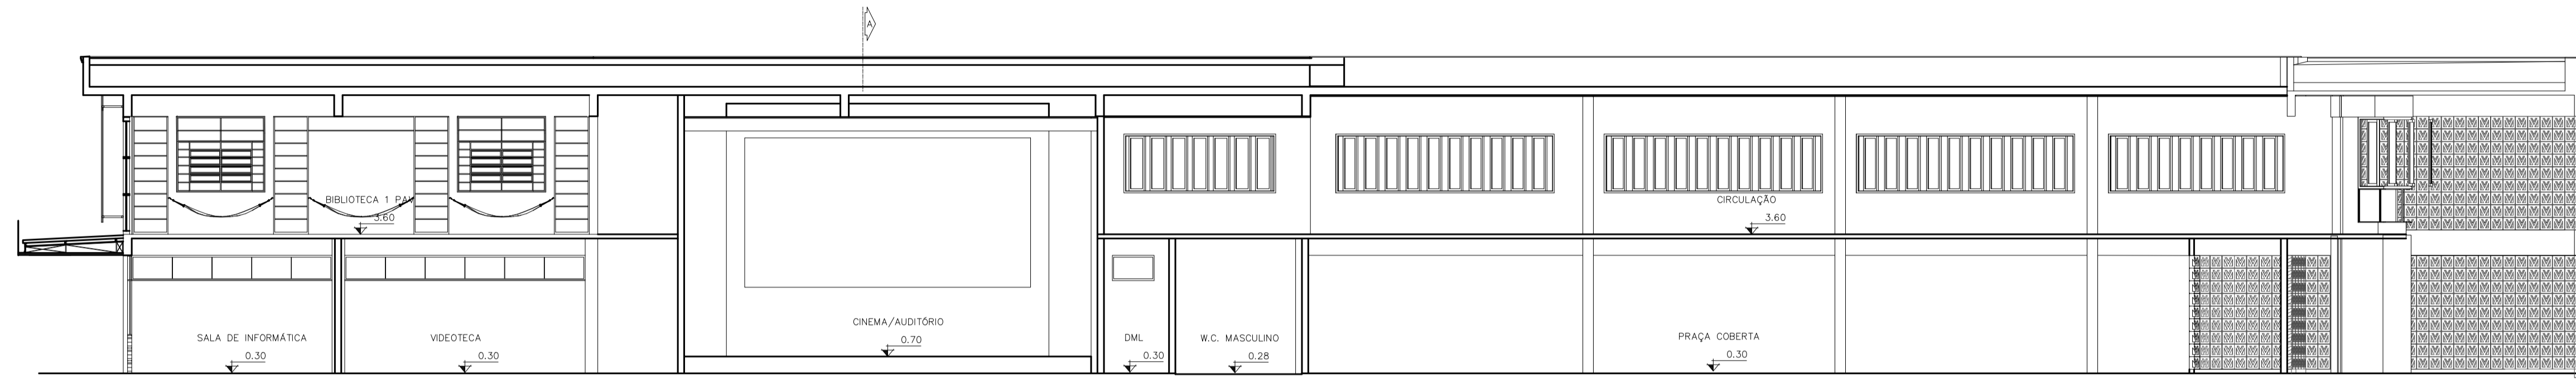 A
BIBLIOTECA 1 PAV
3.60
CIRCULAÇÃO
3.60
SALA DE INFORMÁTICA
0.30
VIDEOTECA
0.30
CINEMA/AUDITÓRIO
0.70
DML
0.30
W.C. MASCULINO
0.28
PRAÇA COBERTA
0.30